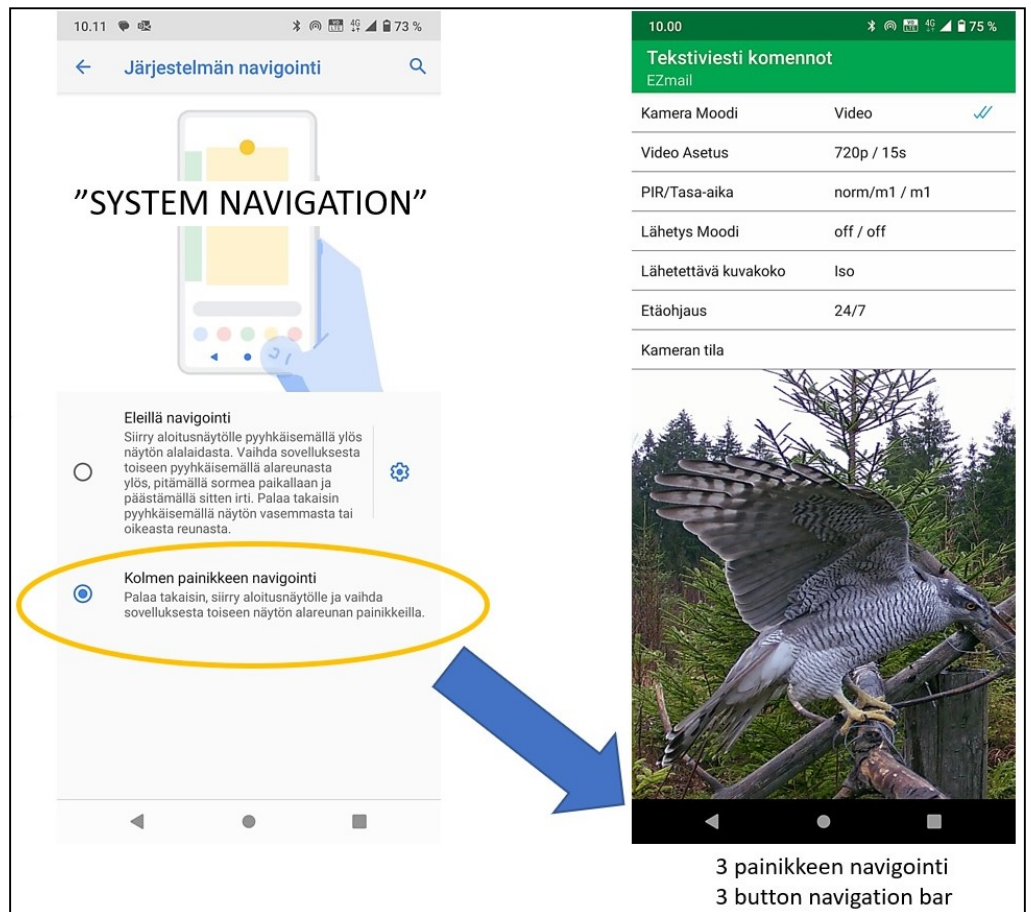 10.11 73 %
Järjestelmän navigointi
”SYSTEM NAVIGATION”
Eleillä navigointi
Siirry aloitusnäytölle pyyhkäisemällä ylös
näytön alalaidasta. Vaihda sovelluksesta
toiseen pyyhkäisemällä alareunasta
ylös, pitämällä sormea paikallaan ja
päästämällä sitten irti. Palaa takaisin
pyyhkäisemällä näytön vasemmasta tai
oikeasta reunasta.
Kolmen painikkeen navigointi
Palaa takaisin, siirry aloitusnäytölle ja vaihda
sovelluksesta toiseen näytön alareunan painikkeilla.
10.00 4G 75 %
Tekstiviesti komennot
EZmail
Kamera Moodi Video
Video Asetus 720p / 15s
PIR/Tasa-aika norm/m1 / m1
Lähetys Moodi off / off
Lähetettävä kuvakoko Iso
Etäohjaus 24/7
Kameran tila
3 painikkeen navigointi
3 button navigation bar